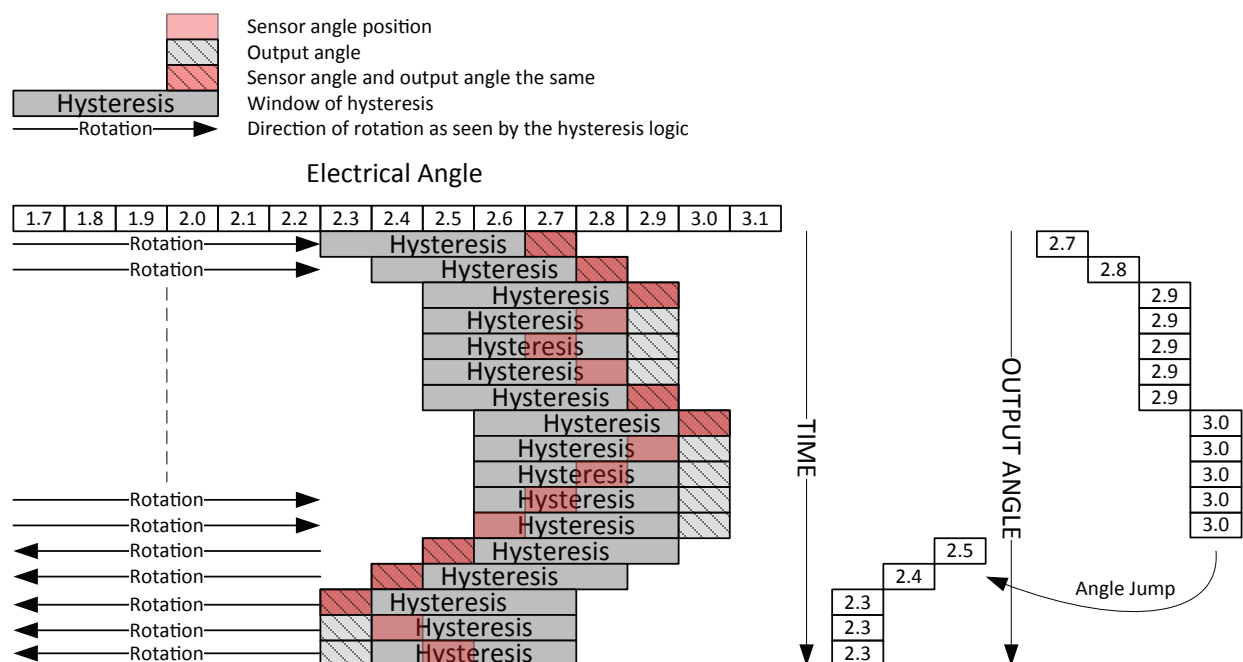 Sensor angle position
Output angle
Sensor angle and output angle the same
Hysteresis Window of hysteresis
Rotation Direction of rotation as seen by the hysteresis logic
Electrical Angle
1.7 1.8 1.9 2.0 2.1 2.2 2.3 2.4 2.5 2.6 2.7 2.8 2.9 3.0 3.1
Rotation Hysteresis 2.7
Rotation Hysteresis 2.8
Hysteresis 2.9
Hysteresis 2.9
Hysteresis 2.9
Hysteresis 2.9
Hysteresis 2.9
Hysteresis 3.0
Hysteresis 3.0
Hysteresis 3.0
Rotation Hysteresis 3.0
Rotation Hysteresis 3.0
Rotation Hysteresis 2.5
Rotation Hysteresis 2.4
Rotation Hysteresis 2.3
Rotation Hysteresis 2.3
Rotation Hysteresis 2.3
TIME
OUTPUT ANGLE
Angle Jump